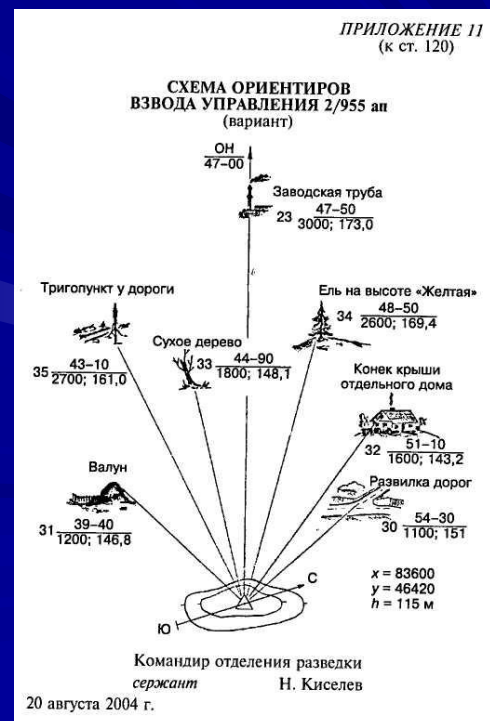 ПРИЛОЖЕНИЕ 11
(к ст. 120)
СХЕМА ОРИЕНТИРОВ
ВЗВОДА УПРАВЛЕНИЯ 2/955 ап
(вариант)
ОН
47-00
Заводская труба
23 47-50
3000; 173,0
Тригопункт у дороги
35 43-10
2700; 161,0
Сухое дерево
33 44-90
1800; 148,1
Ель на высоте «Желтая»
34 48-50
2600; 169,4
Конек крыши
отдельного дома
32 51-10
1600; 143,2
Валун
31 39-40
1200; 146,8
Развилка дорог
30 54-30
1100; 151
С
Ю
x = 83600
y = 46420
h = 115 м
Командир отделения разведки
сержант Н. Киселев
20 августа 2004 г.